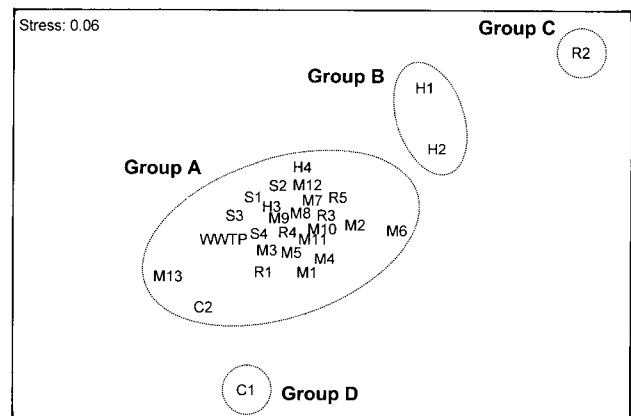 Stress: 0.06
Group C
R2
Group B
H1
H2
Group A
H4
S2 M12
S1 M7 R5
H3 M8 R3
S3 M9 M10 M2 M6
WWTP S4 R4 M11
M3 M5 M4
M13 R1 M1
C2
C1 Group D